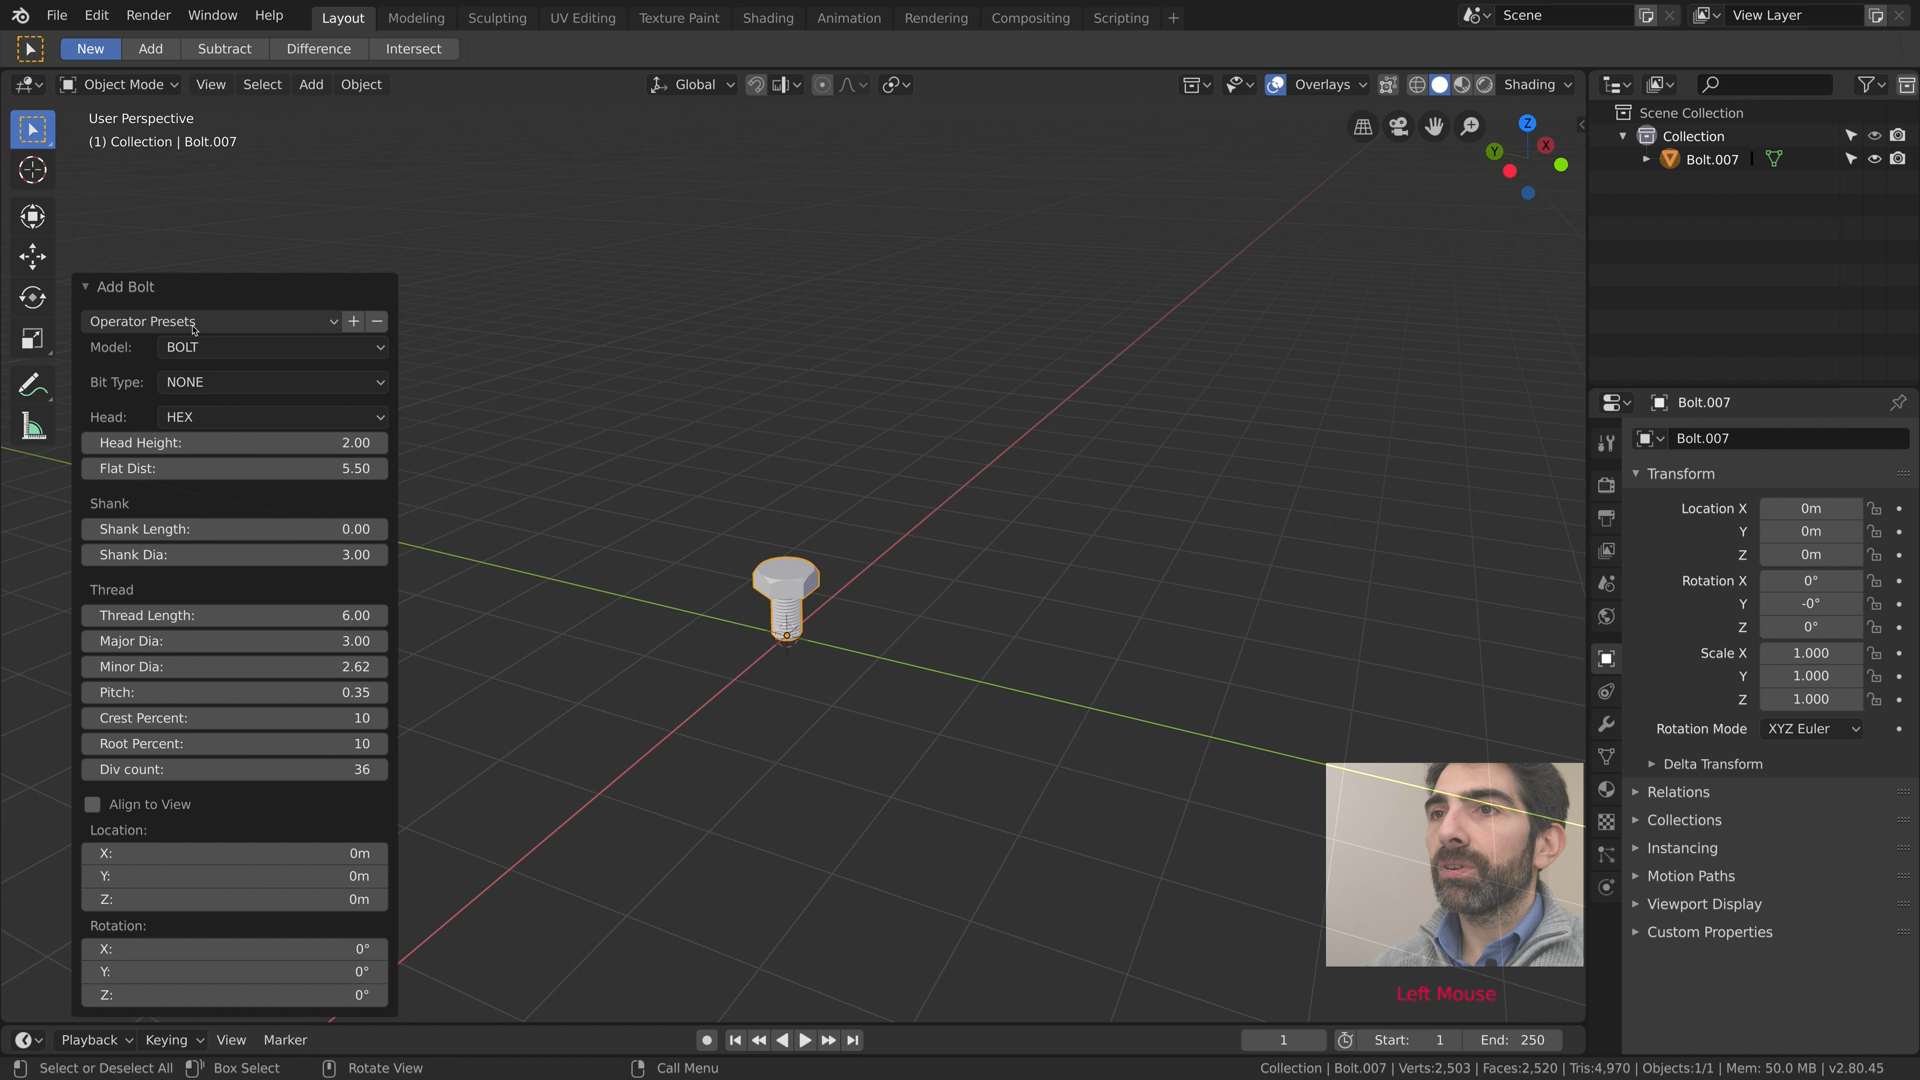 File Edit Render Window Help Layout Modeling Sculpting UV Editing Texture Paint Shading Animation Rendering Compositing Scripting + Scene View Layer
New Add Subtract Difference Intersect
Object Mode View Select Add Object Global Overlays Shading
User Perspective
(1) Collection | Bolt.007
Z
X
Y
Scene Collection
Collection
Bolt.007
Add Bolt
Operator Presets
Model: BOLT
Bit Type: NONE
Head: HEX
Head Height: 2.00
Flat Dist: 5.50
Shank
Shank Length: 0.00
Shank Dia: 3.00
Thread
Thread Length: 6.00
Major Dia: 3.00
Minor Dia: 2.62
Pitch: 0.35
Crest Percent: 10
Root Percent: 10
Div count: 36
Align to View
Location:
X: 0m
Y: 0m
Z: 0m
Rotation:
X: 0°
Y: 0°
Z: 0°
Bolt.007
Bolt.007
Transform
Location X 0m
Y 0m
Z 0m
Rotation X 0°
Y -0°
Z 0°
Scale X 1.000
Y 1.000
Z 1.000
Rotation Mode XYZ Euler
Delta Transform
Relations
Collections
Instancing
Motion Paths
Viewport Display
Custom Properties
Left Mouse
Playback Keying View Marker 1 Start: 1 End: 250
Select or Deselect All Box Select Rotate View Call Menu Collection | Bolt.007 | Verts:2,503 | Faces:2,520 | Tris:4,970 | Objects:1/1 | Mem: 50.0 MB | v2.80.45